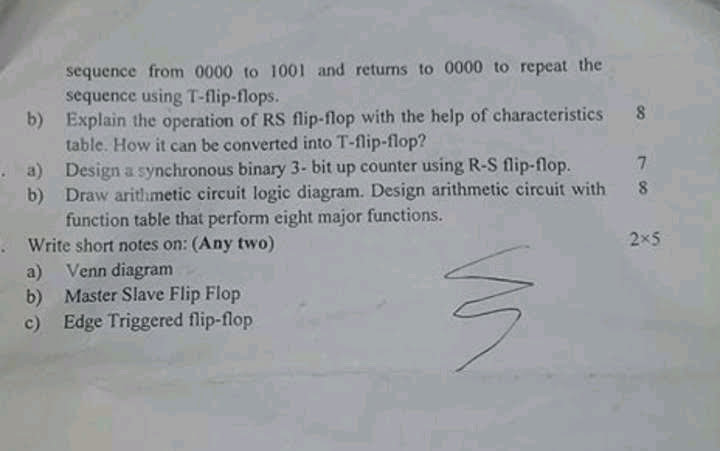 sequence from 0000 to 1001 and returns to 0000 to repeat the
sequence using T-flip-flops.
b) Explain the operation of RS flip-flop with the help of characteristics 8
table. How it can be converted into T-flip-flop?
. a) Design a synchronous binary 3- bit up counter using R-S flip-flop. 7
b) Draw arithmetic circuit logic diagram. Design arithmetic circuit with 8
function table that perform eight major functions.
. Write short notes on: (Any two) 2×5
a) Venn diagram
b) Master Slave Flip Flop
c) Edge Triggered flip-flop